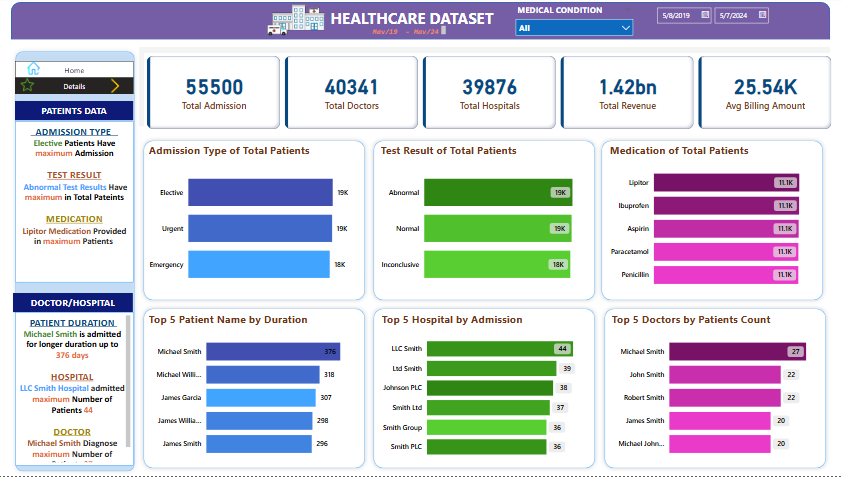 HEALTHCARE DATASET
Nov/19 - Nov/24
MEDICAL CONDITION
All
5/8/2019
5/7/2024
Home
Details
PATEINTS DATA
ADMISSION TYPE
Elective Patients Have
maximum Admission
TEST RESULT
Abnormal Test Results Have
maximum in Total Pateints
MEDICATION
Lipitor Medication Provided
in maximum Patients
DOCTOR/HOSPITAL
PATIENT DURATION
Michael Smith is admitted
for longer duration up to
376 days
HOSPITAL
LLC Smith Hospital admitted
maximum Number of
Patients 44
DOCTOR
Michael Smith Diagnose
maximum Number of
55500
Total Admission
40341
Total Doctors
39876
Total Hospitals
1.42bn
Total Revenue
25.54K
Avg Billing Amount
Admission Type of Total Patients
Elective 19K
Urgent 19K
Emergency 18K
Test Result of Total Patients
Abnormal 19K
Normal 19K
Inconclusive 18K
Medication of Total Patients
Lipitor 11.1K
Ibuprofen 11.1K
Aspirin 11.1K
Paracetamol 11.1K
Penicillin 11.1K
Top 5 Patient Name by Duration
Michael Smith 376
Michael Willi... 318
James Garcia 307
James Willia... 298
James Smith 296
Top 5 Hospital by Admission
LLC Smith 44
Ltd Smith 39
Johnson PLC 38
Smith Ltd 37
Smith Group 36
Smith PLC 36
Top 5 Doctors by Patients Count
Michael Smith 27
John Smith 22
Robert Smith 22
James Smith 20
Michael John... 20